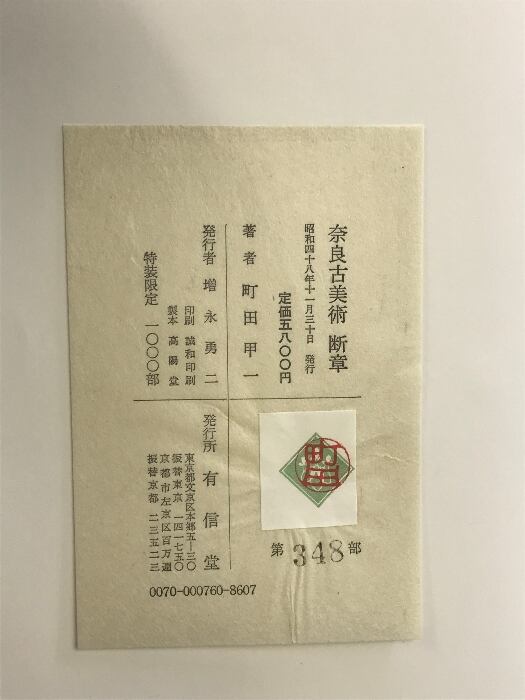 奈良古美術 断章
昭和四十八年十一月三十日 発行
定価五八〇〇円
著者 町田甲一
発行者 増永勇二
印刷 誠和印刷
製本 高陽堂
特装限定 一〇〇〇部
第348部
発行所 有信堂
東京都文京区本郷五―三〇
振替東京 一四一七五〇
京都市左京区百万遍
振替京都 二三五二三
0070-000760-8607